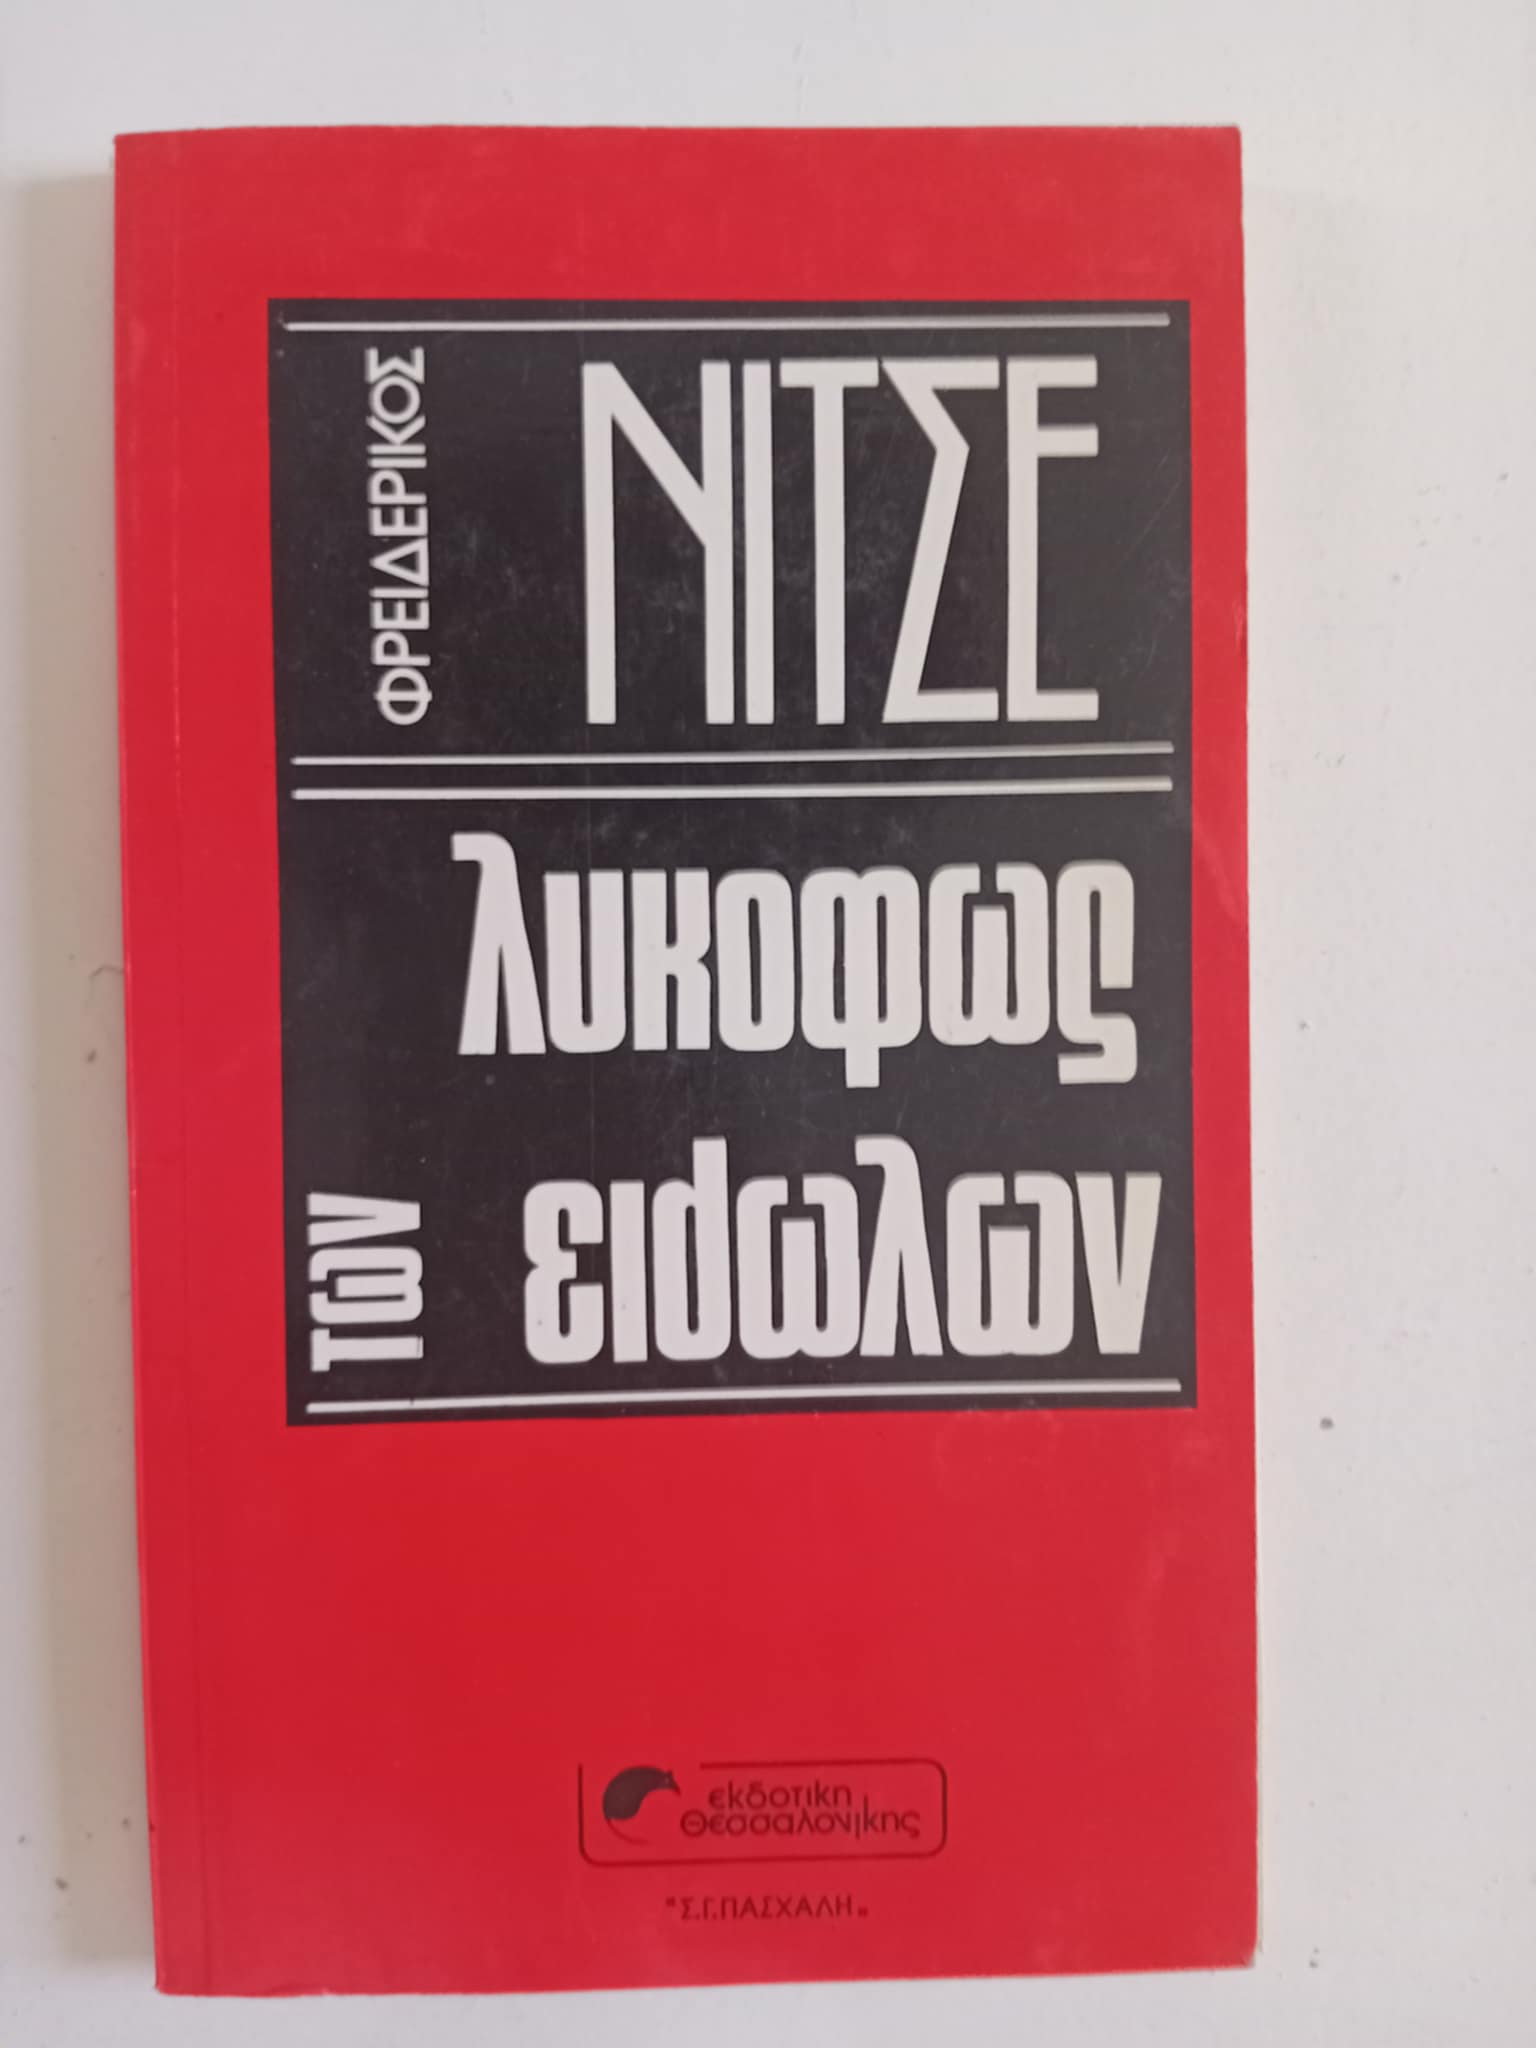 ΦΡΕΙΔΕΡΙΚΟΣ
ΝΙΤΣΕ
λυκοφως
των
ειδωλων
εκδοτικη
θεσσαλονικης
"Σ.Γ.ΠΑΣΧΑΛΗ"